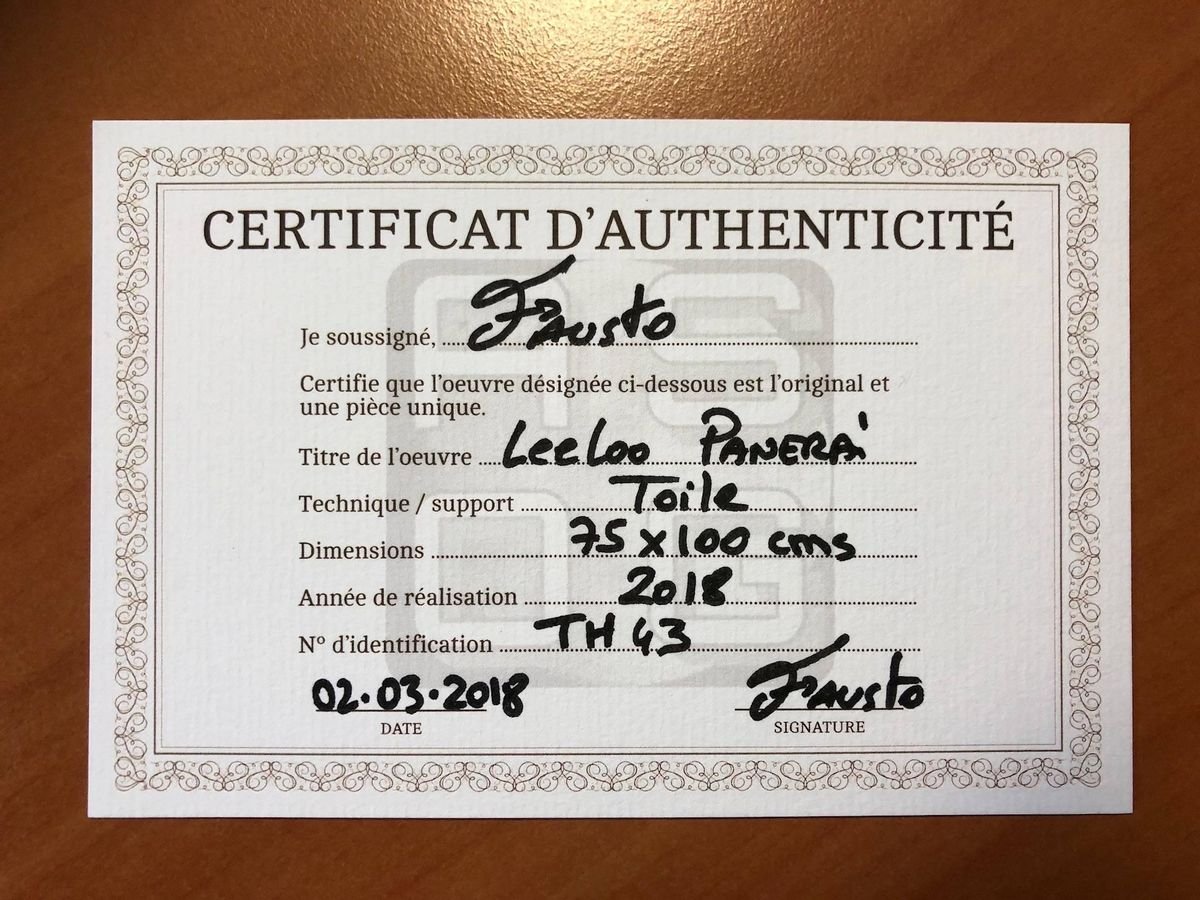 CERTIFICAT D'AUTHENTICITÉ
Je soussigné, Fausto
Certifie que l'oeuvre désignée ci-dessous est l'original et
une pièce unique.
Titre de l'oeuvre LeeLoo PANERAi
Technique / support Toile
Dimensions 75 x 100 cms
Année de réalisation 2018
N° d'identification TH 43
02.03.2018 Fausto
DATE SIGNATURE